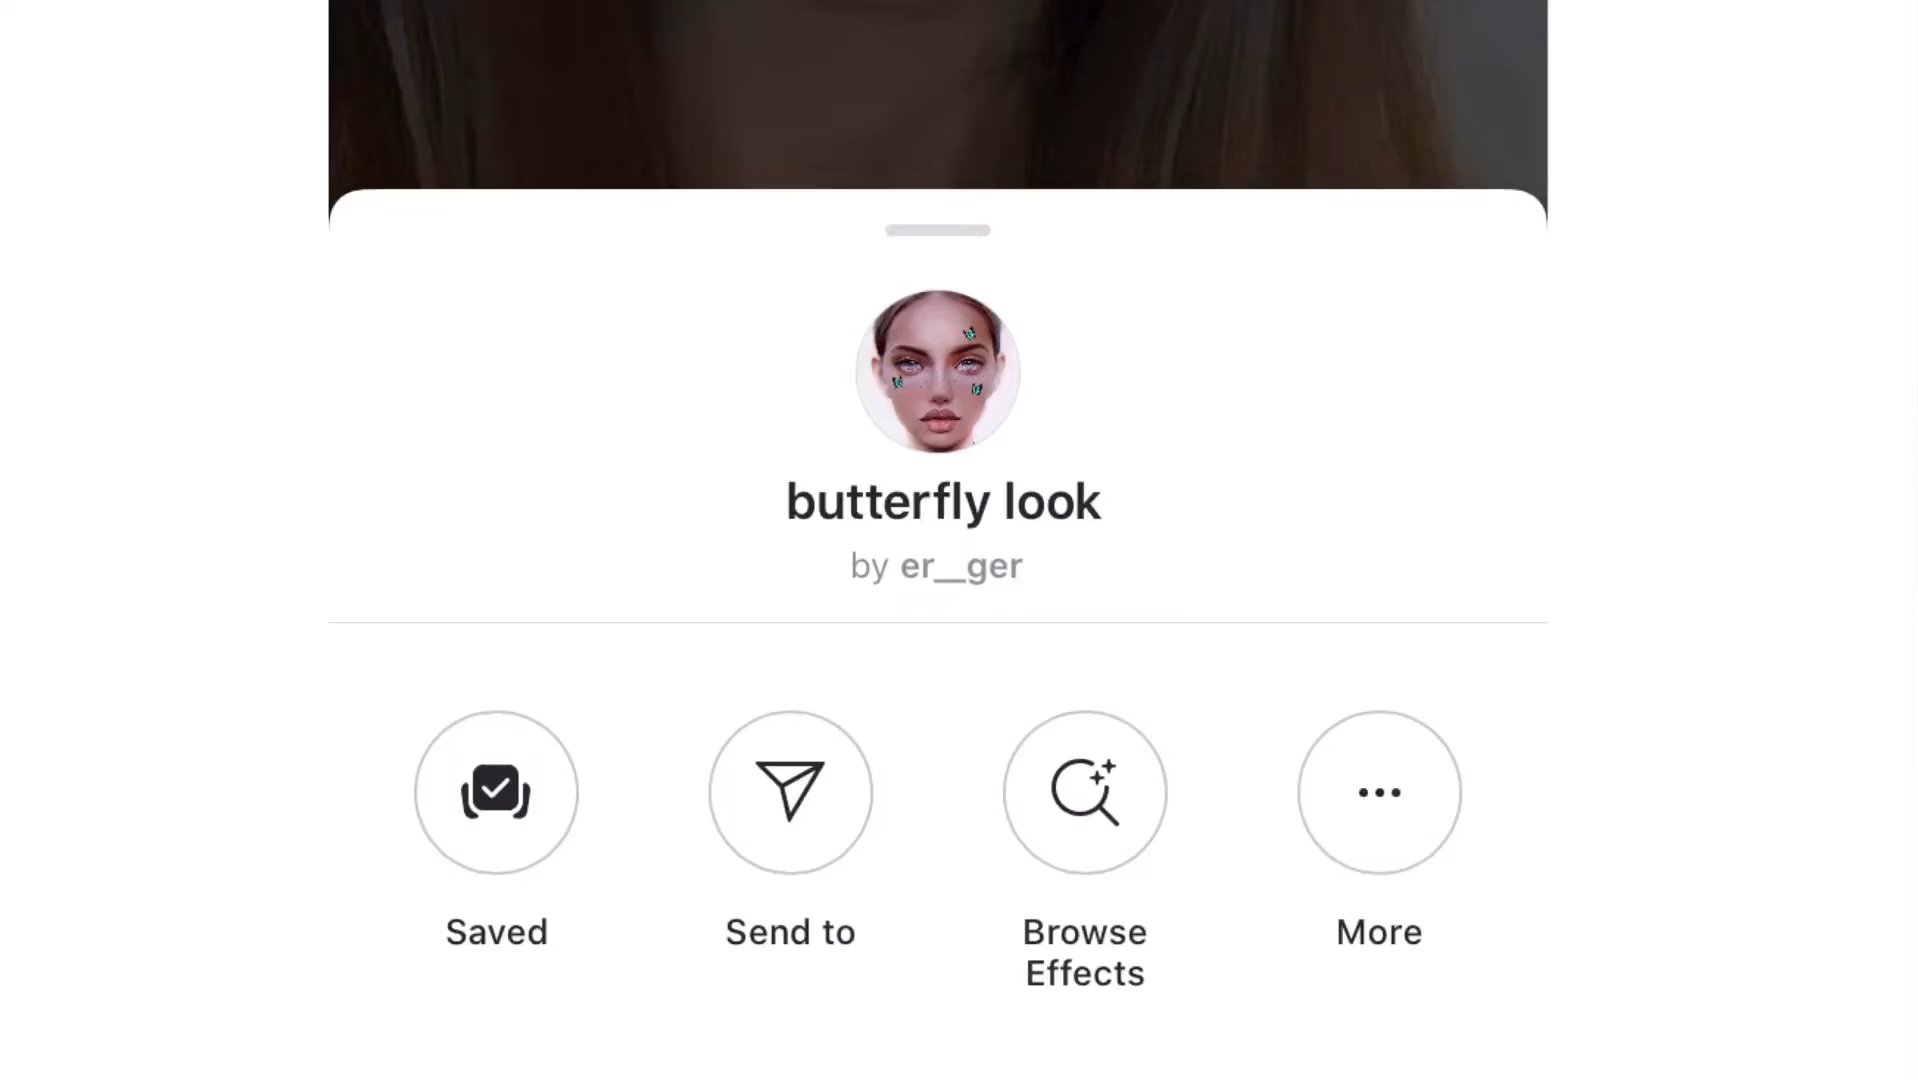 butterfly look
by er__ger
Saved
Send to
Browse
Effects
More